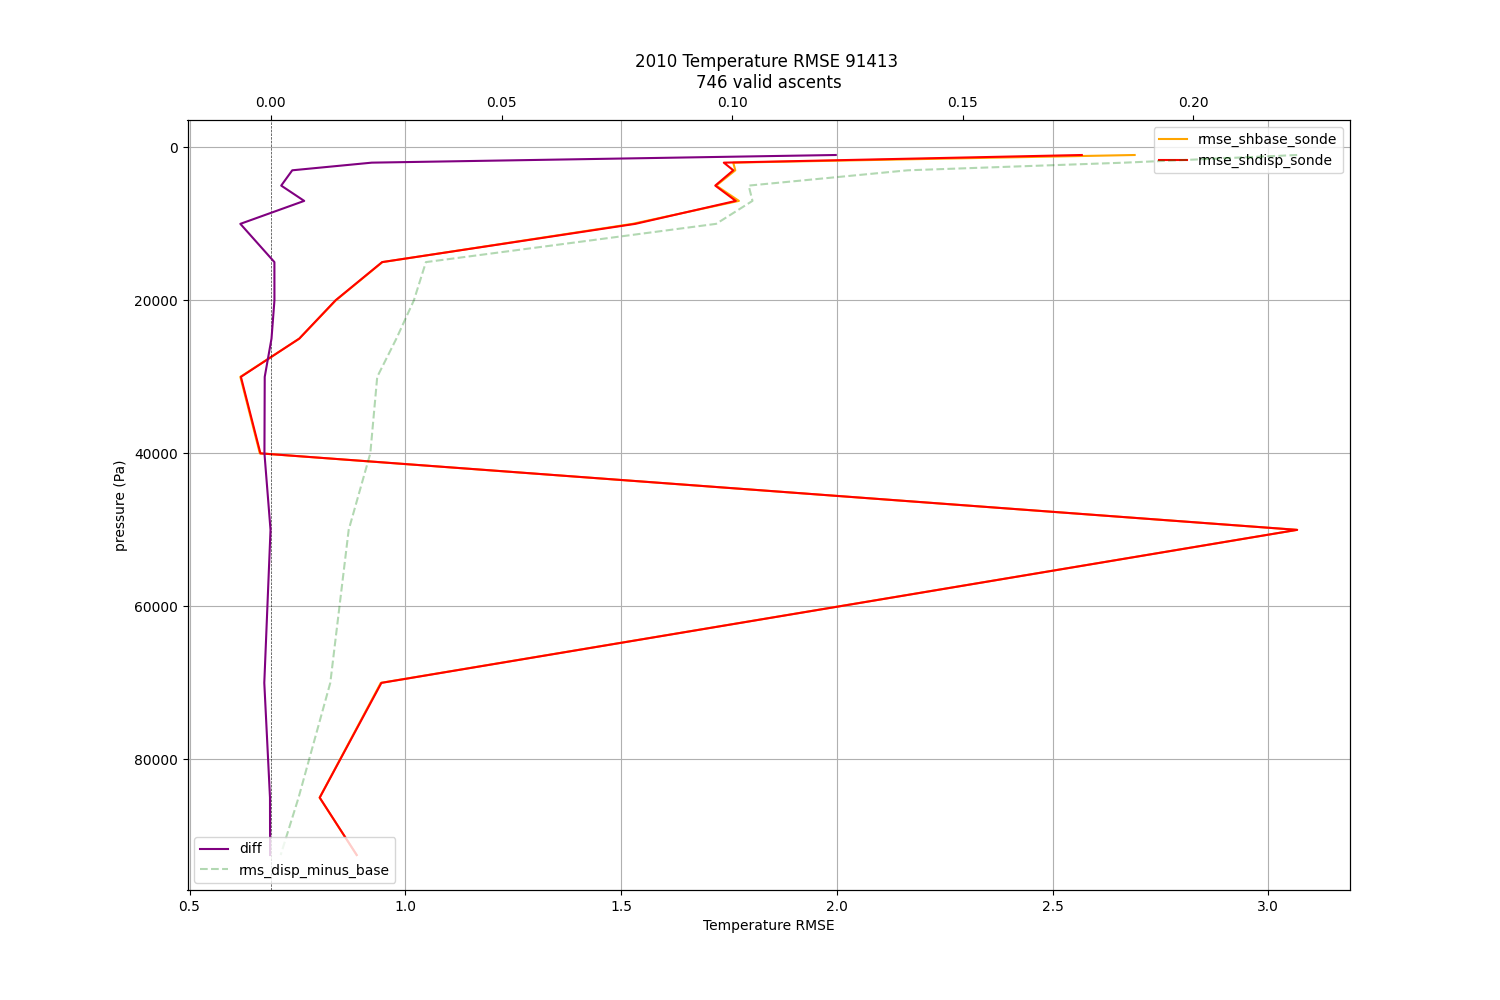 2010 Temperature RMSE 91413
746 valid ascents
0.00 0.05 0.10 0.15 0.20
rmse_shbase_sonde
rmse_shdisp_sonde
0
20000
40000
60000
80000
pressure (Pa)
diff
rms_disp_minus_base
0.5 1.0 1.5 2.0 2.5 3.0
Temperature RMSE